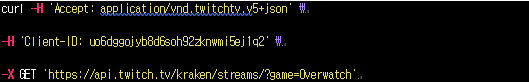 curl -H 'Accept: application/vnd.twitchtv.v5+json' ₩
-H 'Client-ID: uo6dggojyb8d6soh92zknwmi5ej1q2' ₩
-X GET 'https://api.twitch.tv/kraken/streams/?game=Overwatch'